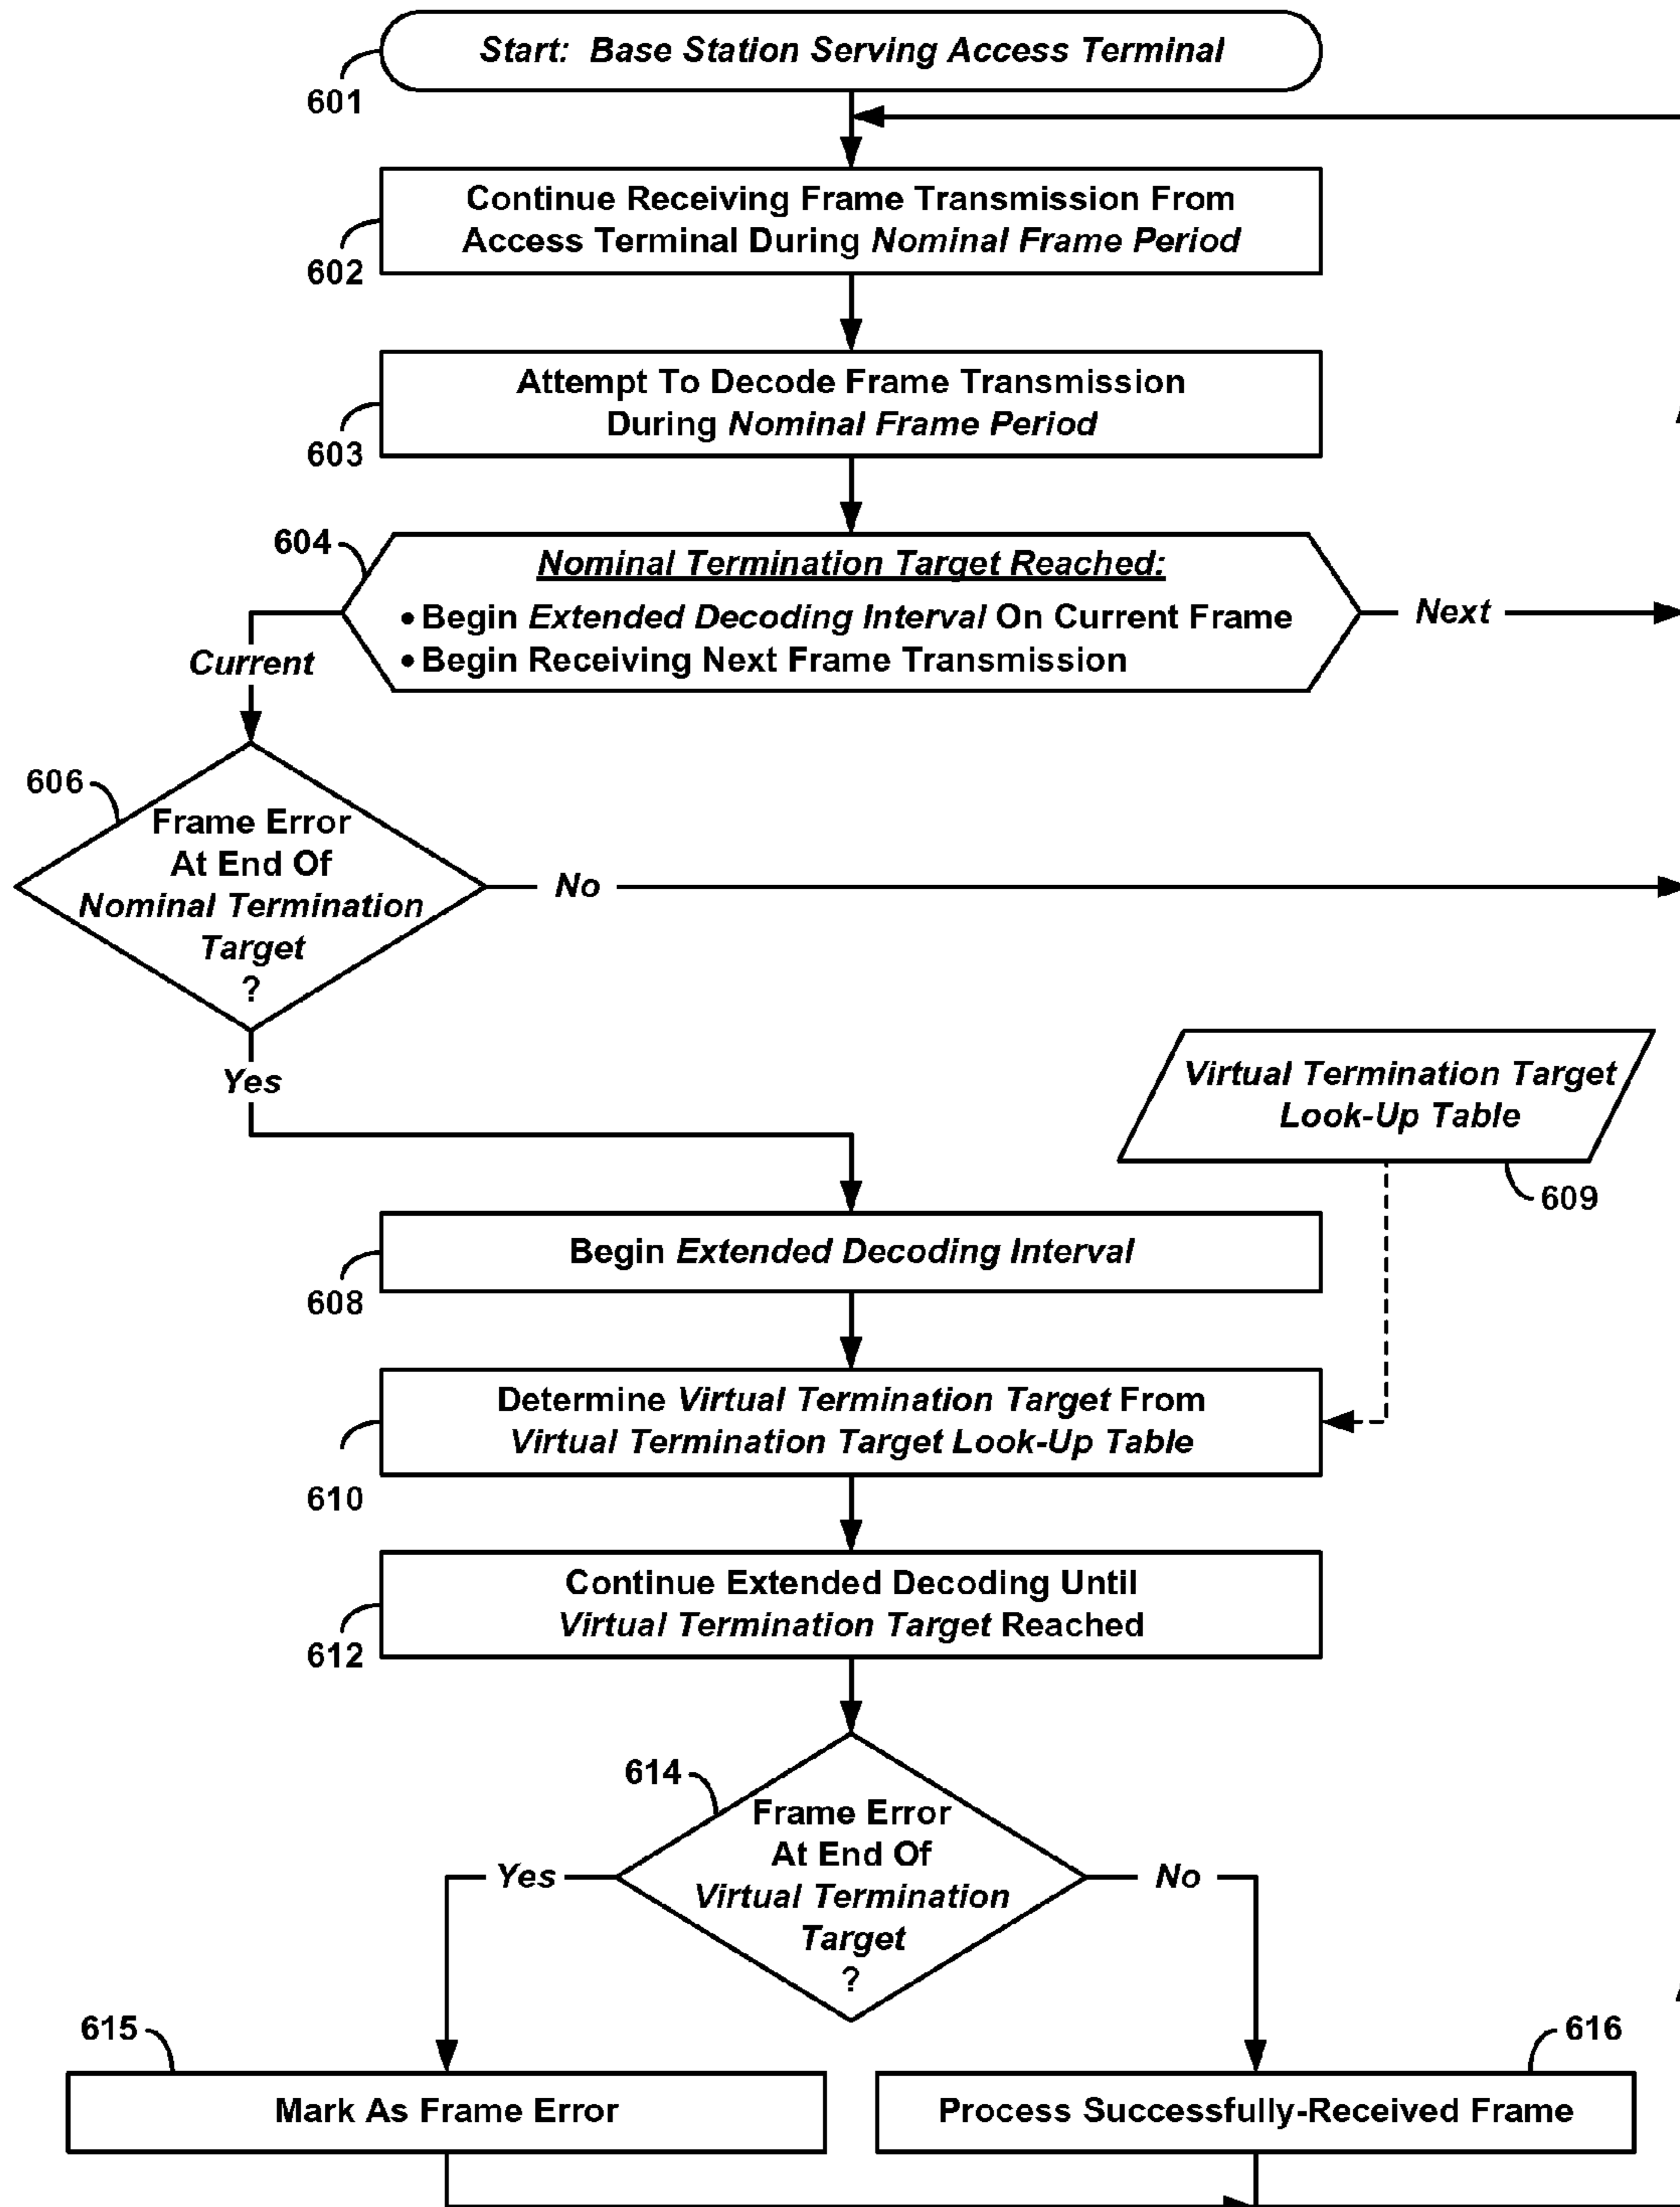 Start: Base Station Serving Access Terminal
601
Continue Receiving Frame Transmission From
Access Terminal During Nominal Frame Period
602
Attempt To Decode Frame Transmission
During Nominal Frame Period
603
604
Nominal Termination Target Reached:
• Begin Extended Decoding Interval On Current Frame
• Begin Receiving Next Frame Transmission
Next
Current
606
Frame Error
At End Of
Nominal Termination
Target
?
No
Yes
Virtual Termination Target
Look-Up Table
609
Begin Extended Decoding Interval
608
Determine Virtual Termination Target From
Virtual Termination Target Look-Up Table
610
Continue Extended Decoding Until
Virtual Termination Target Reached
612
614
Frame Error
At End Of
Virtual Termination
Target
?
Yes
No
615
616
Mark As Frame Error
Process Successfully-Received Frame